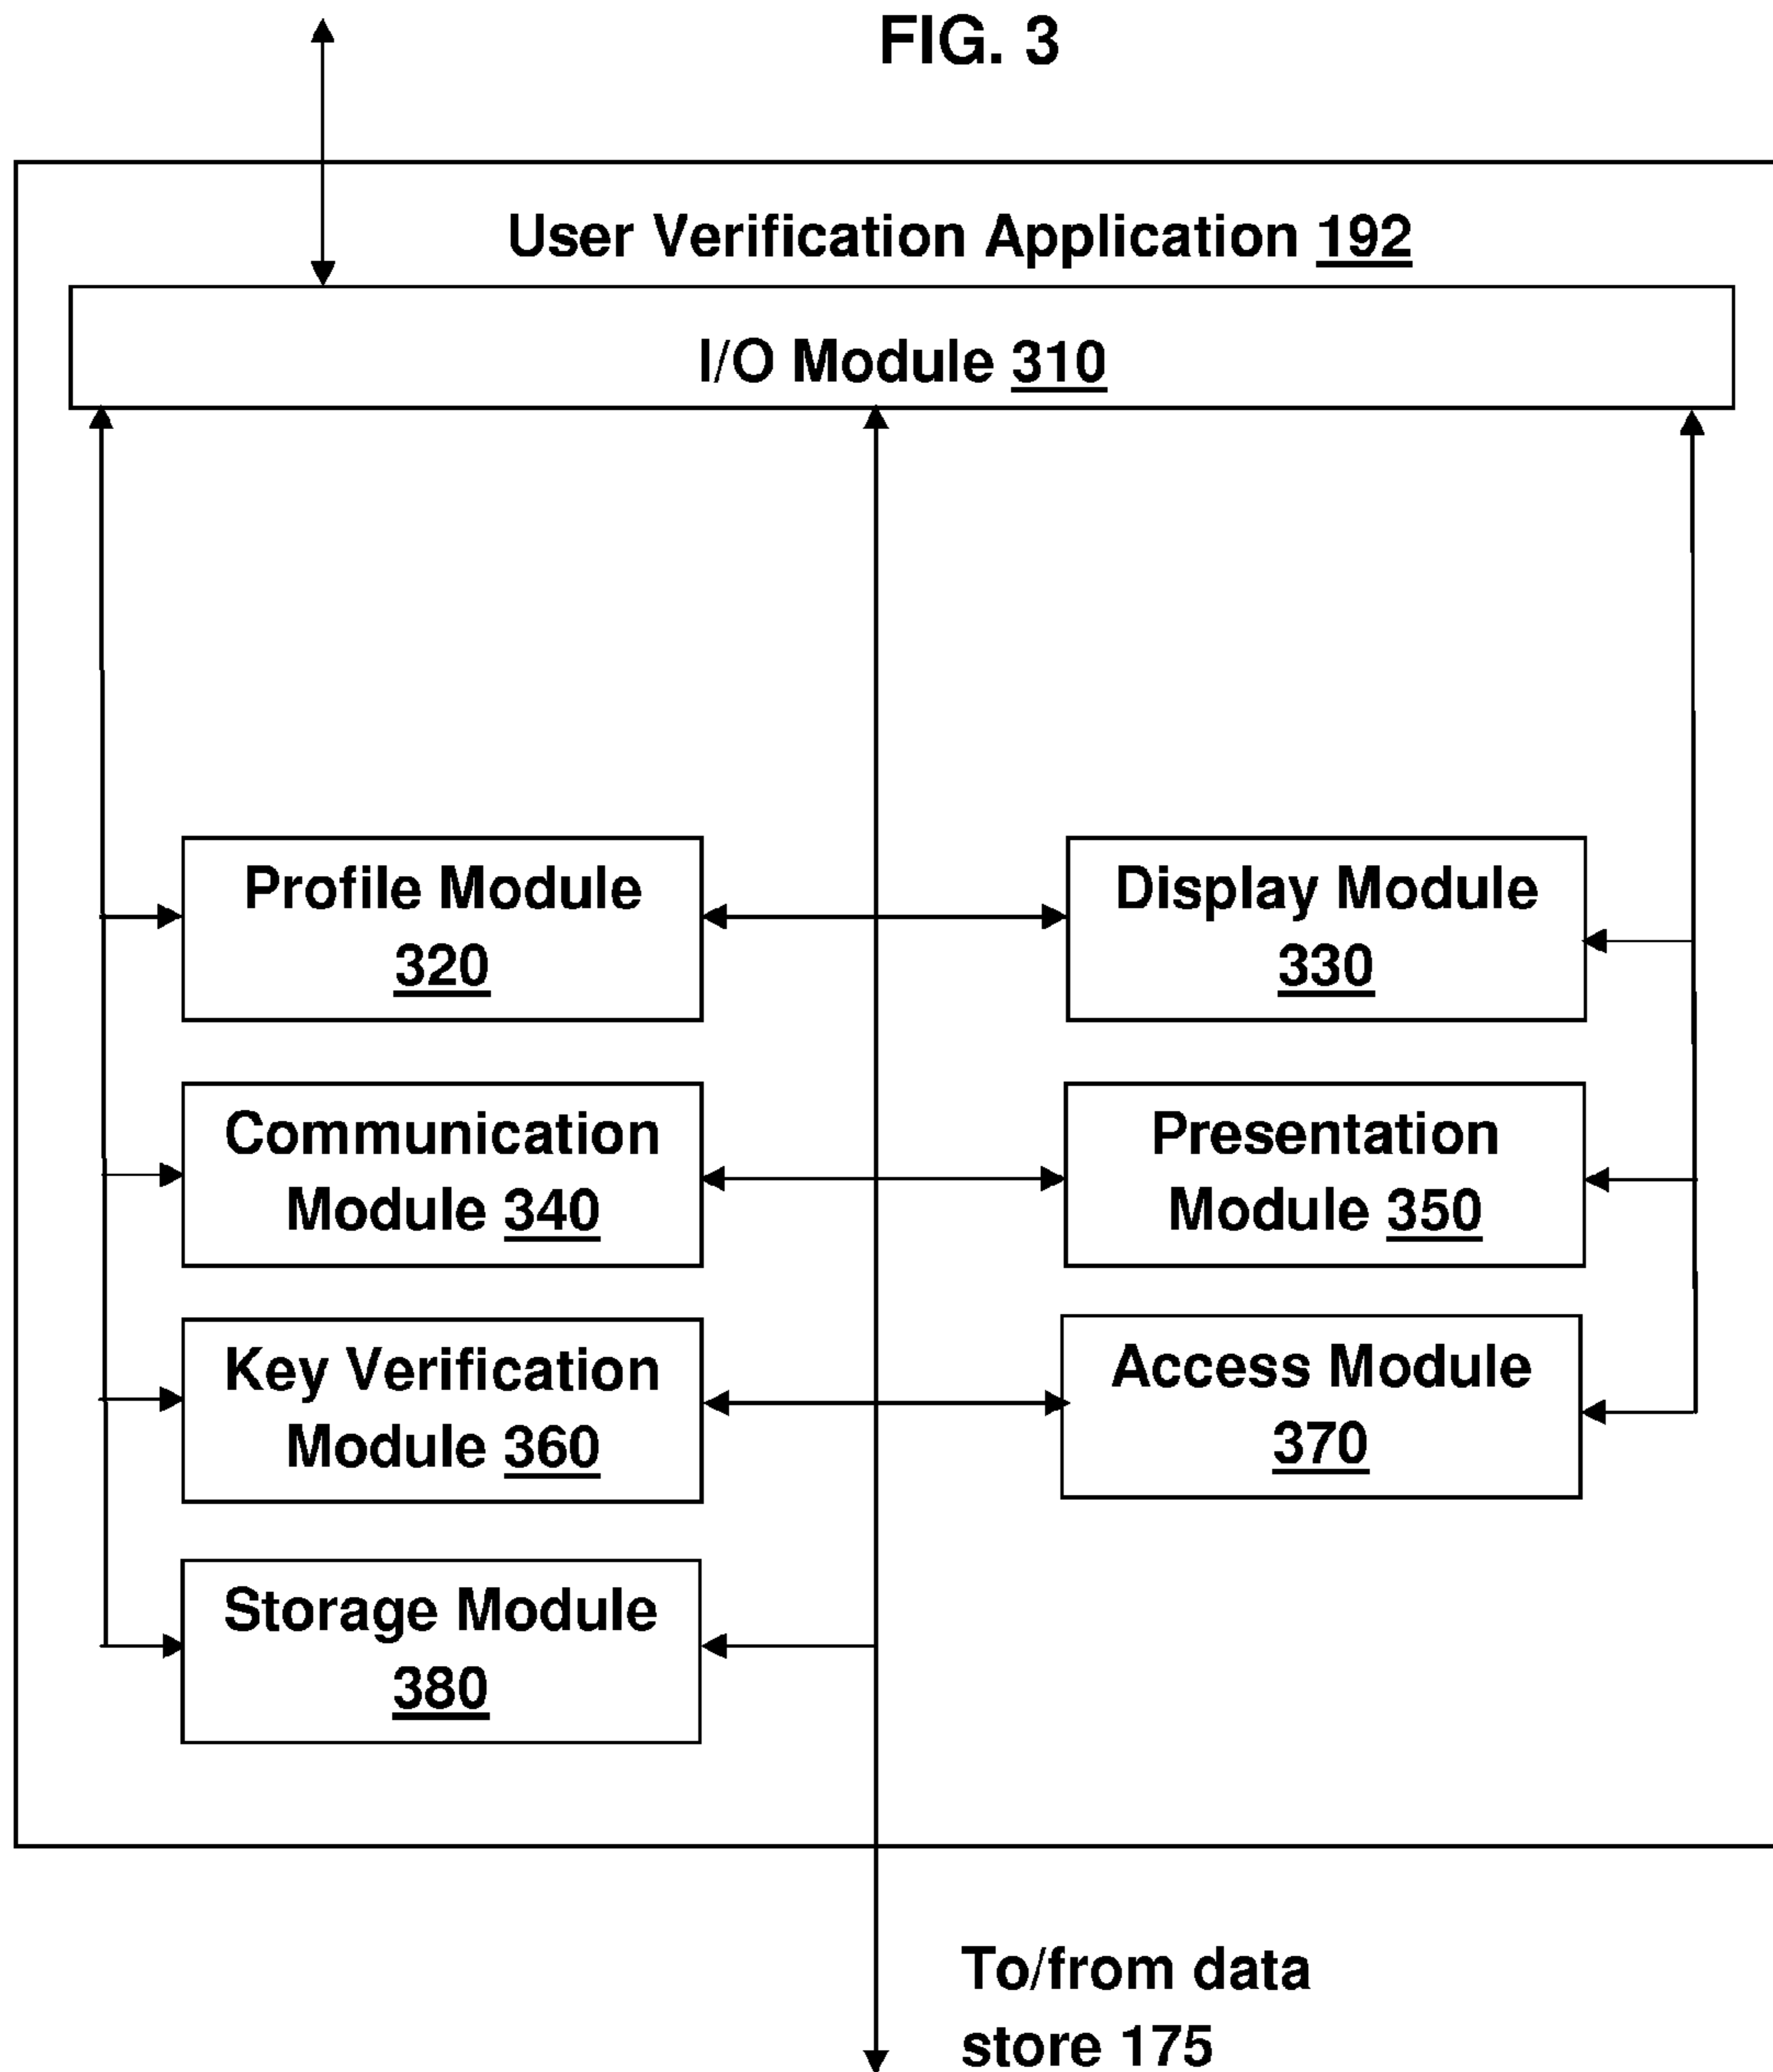 FIG. 3
User Verification Application 192
I/O Module 310
Profile Module
320
Display Module
330
Communication
Module 340
Presentation
Module 350
Key Verification
Module 360
Access Module
370
Storage Module
380
To/from data
store 175